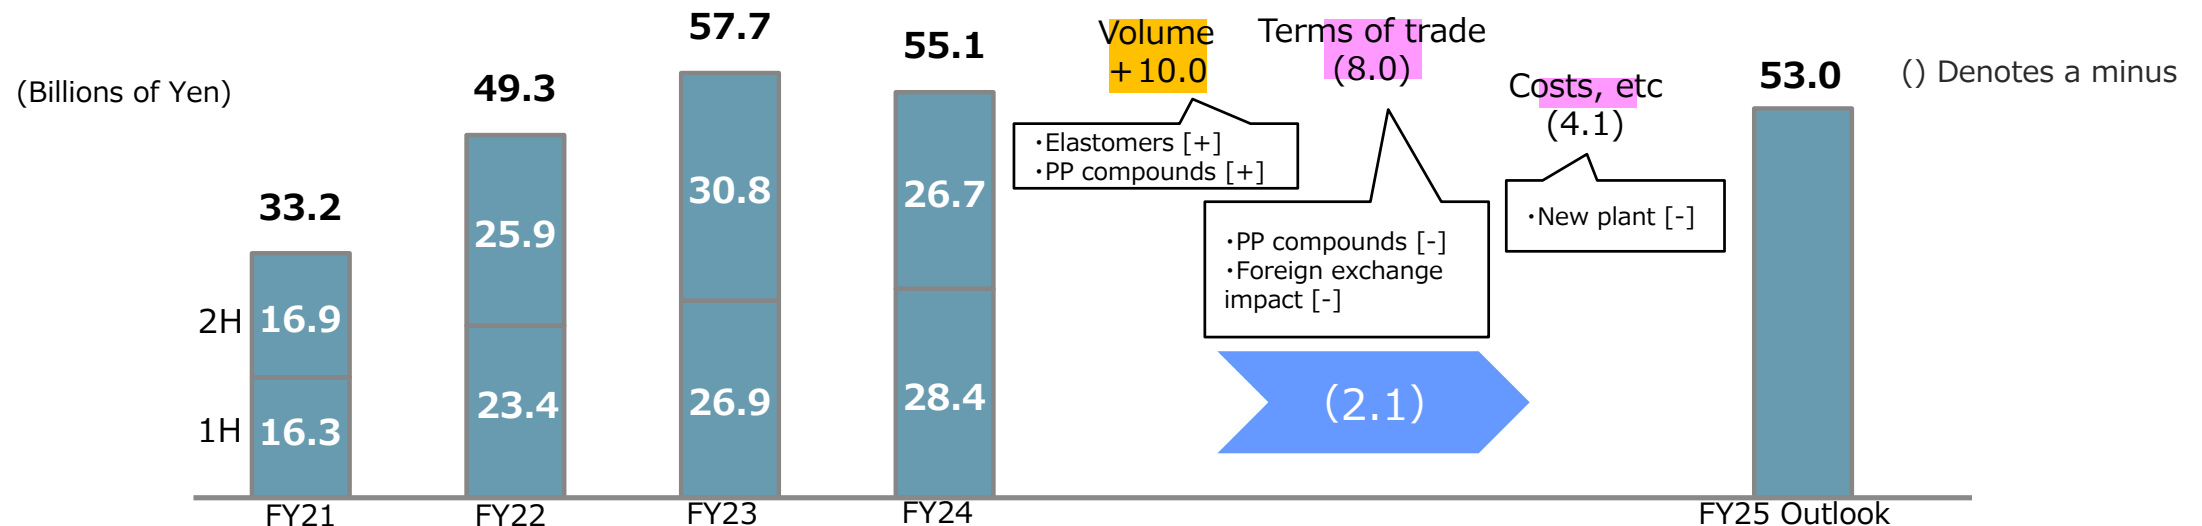 (Billions of Yen)
() Denotes a minus
33.2
49.3
57.7
55.1
53.0
2H
16.9
25.9
30.8
26.7
1H
16.3
23.4
26.9
28.4
Volume
+10.0
・Elastomers [+]
・PP compounds [+]
Terms of trade
(8.0)
・PP compounds [-]
・Foreign exchange
impact [-]
Costs, etc
(4.1)
・New plant [-]
(2.1)
FY21
FY22
FY23
FY24
FY25 Outlook